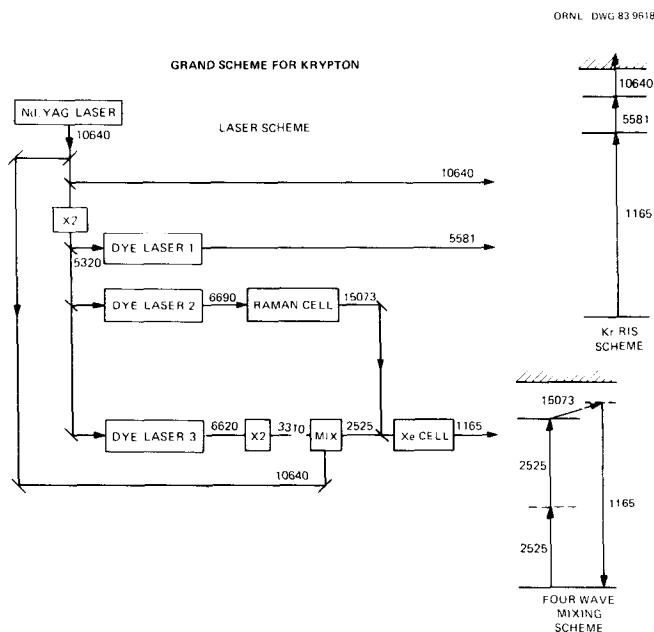 ORNL DWG 83 9618
GRAND SCHEME FOR KRYPTON
LASER SCHEME
Nd. YAG LASER
10640
10640
X2
5320
DYE LASER 1
5581
DYE LASER 2
6690
RAMAN CELL
15073
DYE LASER 3
6620
X2
3310
MIX
2525
Xe CELL
1165
10640
10640
5581
1165
Kr RIS
SCHEME
15073
2525
1165
2525
FOUR WAVE
MIXING
SCHEME